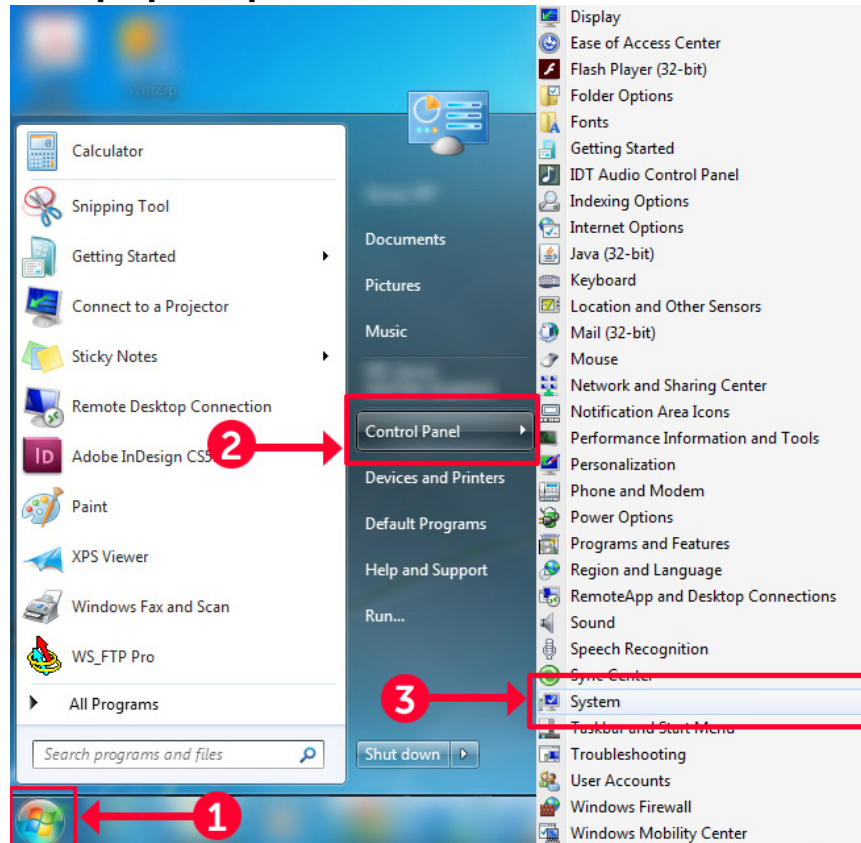 WinZip
Calculator
Snipping Tool
Getting Started
Connect to a Projector
Sticky Notes
Remote Desktop Connection
ID
Adobe InDesign CS5
Paint
XPS Viewer
Windows Fax and Scan
WS_FTP Pro
All Programs
Search programs and files
1
Documents
Pictures
Music
2
Control Panel
Devices and Printers
Default Programs
Help and Support
Run...
Shut down
3
Display
Ease of Access Center
Flash Player (32-bit)
Folder Options
Fonts
Getting Started
IDT Audio Control Panel
Indexing Options
Internet Options
Java (32-bit)
Keyboard
Location and Other Sensors
Mail (32-bit)
Mouse
Network and Sharing Center
Notification Area Icons
Performance Information and Tools
Personalization
Phone and Modem
Power Options
Programs and Features
Region and Language
RemoteApp and Desktop Connections
Sound
Speech Recognition
Sync Center
System
Taskbar and Start Menu
Troubleshooting
User Accounts
Windows Firewall
Windows Mobility Center